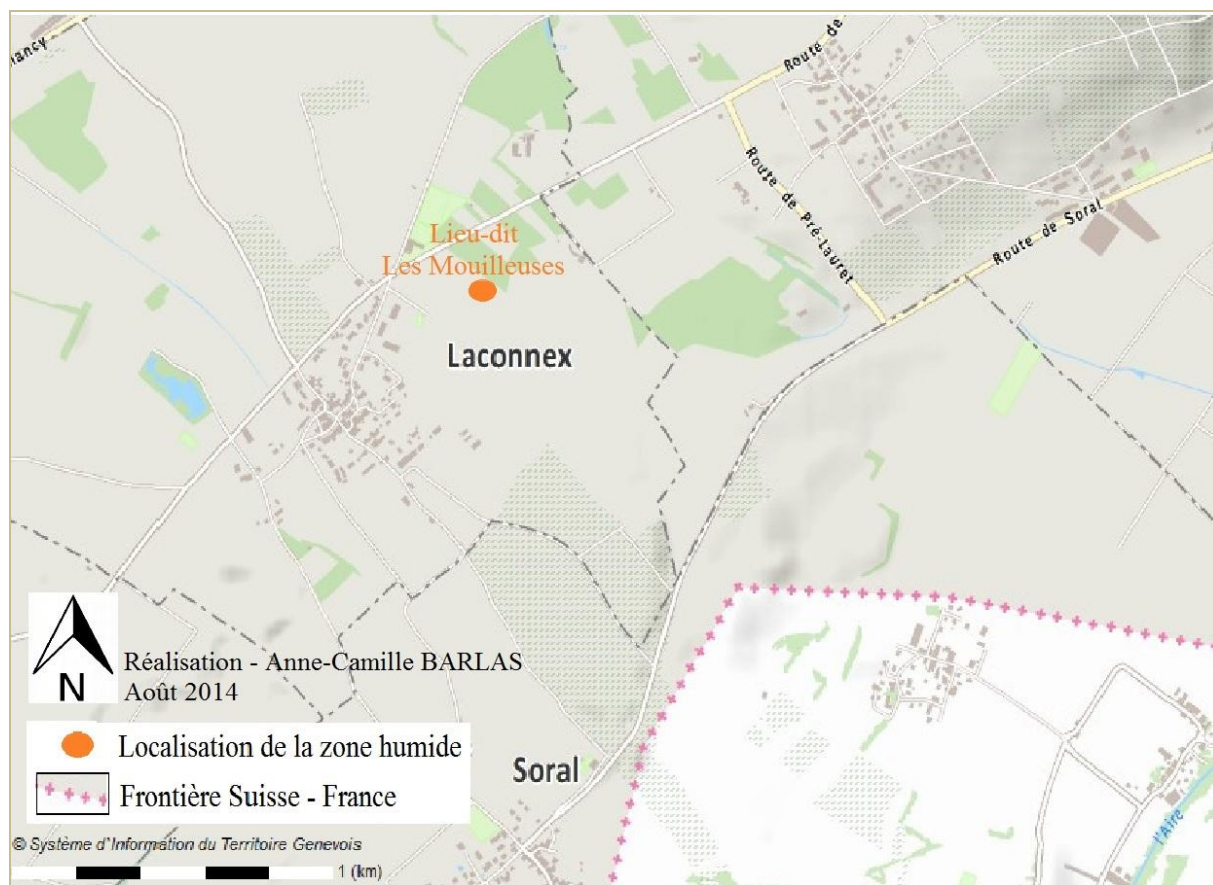 hancy
Route de
Route de Pré-Lauret
Route de Soral
Lieu-dit
Les Mouilleuses
Laconnex
N
Réalisation - Anne-Camille BARLAS
Août 2014
Localisation de la zone humide
Frontière Suisse - France
Soral
l'Aire
© Système d'Information du Territoire Genevois
1 (km)